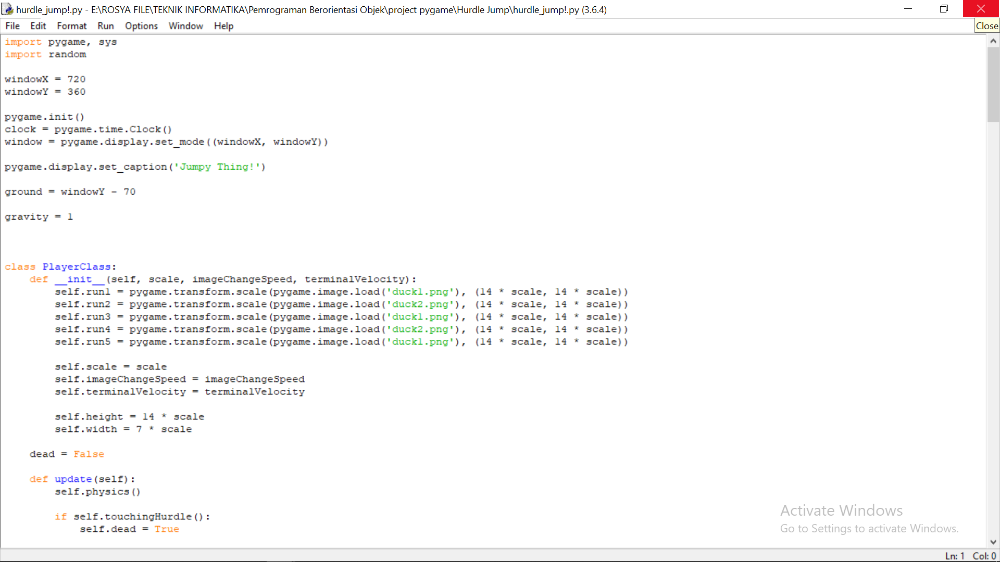 hurdle_jump!.py - E:\ROSYA FILE\TEKNIK INFORMATIKA\Pemrograman Berorientasi Objek\project pygame\Hurdle Jump\hurdle_jump!.py (3.6.4)
File Edit Format Run Options Window Help
Close
import pygame, sys
import random

windowX = 720
windowY = 360

pygame.init()
clock = pygame.time.Clock()
window = pygame.display.set_mode((windowX, windowY))

pygame.display.set_caption('Jumpy Thing!')

ground = windowY - 70

gravity = 1

class PlayerClass:
    def __init__(self, scale, imageChangeSpeed, terminalVelocity):
        self.run1 = pygame.transform.scale(pygame.image.load('duck1.png'), (14 * scale, 14 * scale))
        self.run2 = pygame.transform.scale(pygame.image.load('duck2.png'), (14 * scale, 14 * scale))
        self.run3 = pygame.transform.scale(pygame.image.load('duck1.png'), (14 * scale, 14 * scale))
        self.run4 = pygame.transform.scale(pygame.image.load('duck2.png'), (14 * scale, 14 * scale))
        self.run5 = pygame.transform.scale(pygame.image.load('duck1.png'), (14 * scale, 14 * scale))

        self.scale = scale
        self.imageChangeSpeed = imageChangeSpeed
        self.terminalVelocity = terminalVelocity

        self.height = 14 * scale
        self.width = 7 * scale

    dead = False

    def update(self):
        self.physics()

        if self.touchingHurdle():
            self.dead = True
Activate Windows
Go to Settings to activate Windows.
Ln: 1 Col: 0